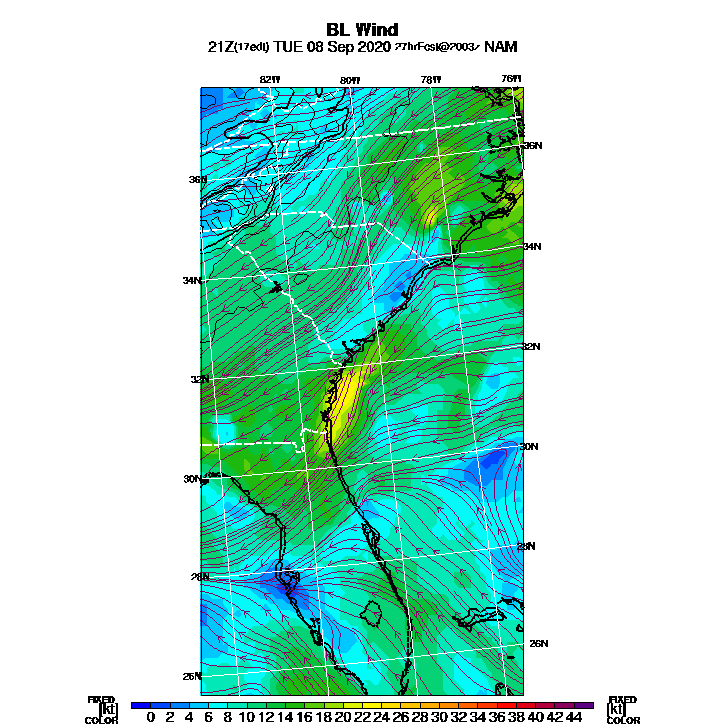 BL Wind
21Z(17edt) TUE 08 Sep 2020 27hrFcst@2003z NAM
82W 80W 78W 76W
36N
36N
34N
34N
32N
32N
30N
30N
28N
28N
26N
26N
FIXED FIXED
[kt] [kt]
COLOR COLOR
0 2 4 6 8 10 12 14 16 18 20 22 24 26 28 30 32 34 36 38 40 42 44